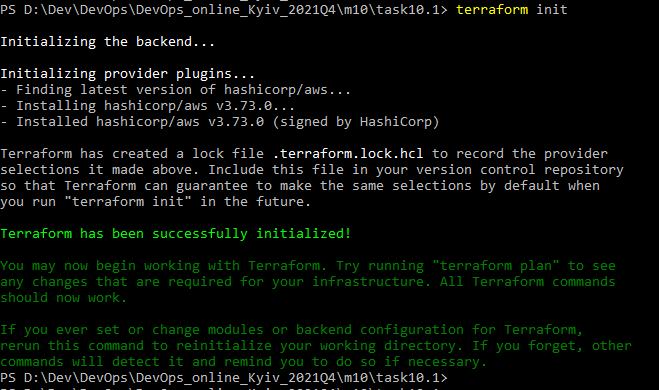 PS D:\Dev\DevOps\DevOps_online_Kyiv_2021Q4\m10\task10.1> terraform init
Initializing the backend...
Initializing provider plugins...
- Finding latest version of hashicorp/aws...
- Installing hashicorp/aws v3.73.0...
- Installed hashicorp/aws v3.73.0 (signed by HashiCorp)
Terraform has created a lock file .terraform.lock.hcl to record the provider
selections it made above. Include this file in your version control repository
so that Terraform can guarantee to make the same selections by default when
you run "terraform init" in the future.
Terraform has been successfully initialized!
You may now begin working with Terraform. Try running "terraform plan" to see
any changes that are required for your infrastructure. All Terraform commands
should now work.
If you ever set or change modules or backend configuration for Terraform,
rerun this command to reinitialize your working directory. If you forget, other
commands will detect it and remind you to do so if necessary.
PS D:\Dev\DevOps\DevOps_online_Kyiv_2021Q4\m10\task10.1>